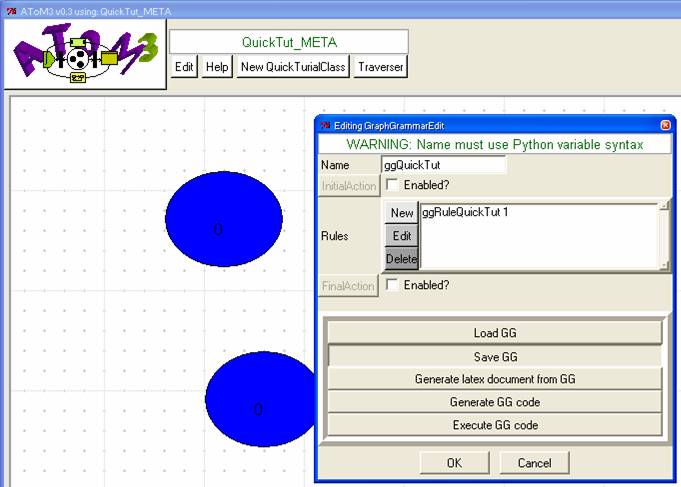 AToM3 v0.3 using: QuickTut_META
AToM3
QuickTut_META
Edit Help New QuickTurialClass Traverser
Editing GraphGrammarEdit
WARNING: Name must use Python variable syntax
Name ggQuickTut
InitialAction Enabled?
Rules
New
Edit
Delete
ggRuleQuickTut 1
FinalAction Enabled?
Load GG
Save GG
Generate latex document from GG
Generate GG code
Execute GG code
OK Cancel
0
0